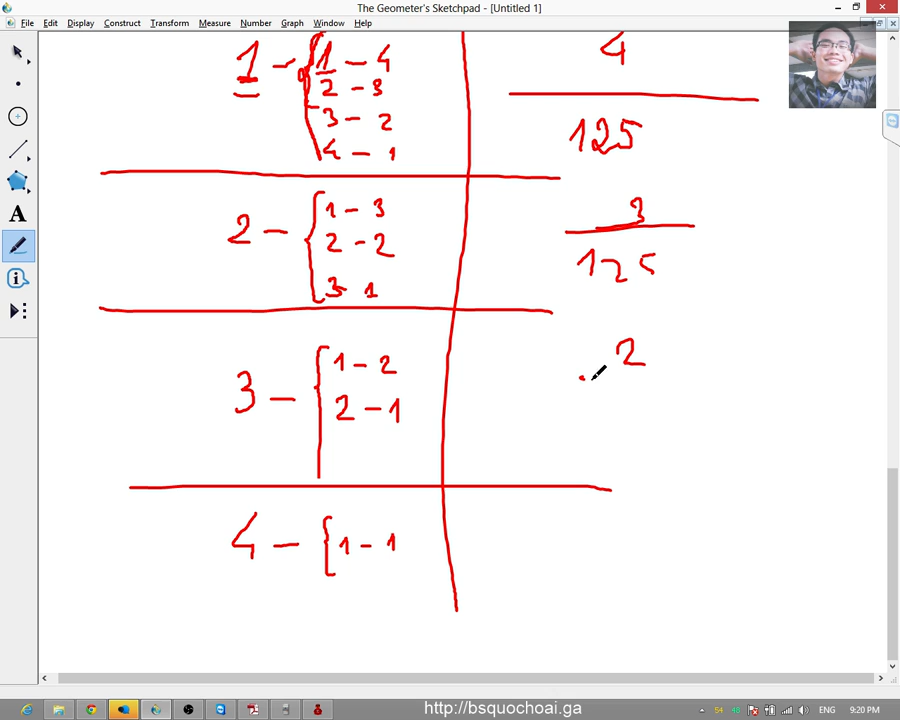 The Geometer's Sketchpad - [Untitled 1]
File Edit Display Construct Transform Measure Number Graph Window Help
1 - { 1 - 4
2 - 3
3 - 2
4 - 1
4
125
2 - { 1 - 3
2 - 2
3 - 1
3
125
3 - { 1 - 2
2 - 1
2
4 - { 1 - 1
http://bsquochoai.ga
54 40 ENG 9:20 PM